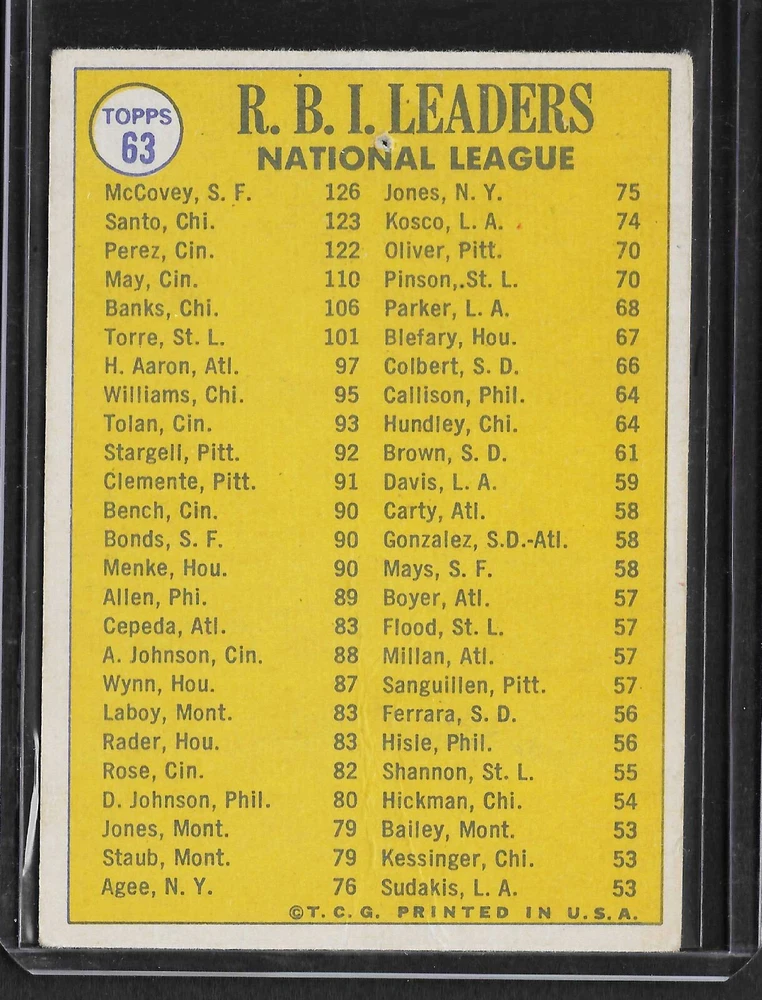 TOPPS
63
R. B. I. LEADERS
NATIONAL LEAGUE
McCovey, S. F. 126
Santo, Chi. 123
Perez, Cin. 122
May, Cin. 110
Banks, Chi. 106
Torre, St. L. 101
H. Aaron, Atl. 97
Williams, Chi. 95
Tolan, Cin. 93
Stargell, Pitt. 92
Clemente, Pitt. 91
Bench, Cin. 90
Bonds, S. F. 90
Menke, Hou. 90
Allen, Phi. 89
Cepeda, Atl. 83
A. Johnson, Cin. 88
Wynn, Hou. 87
Laboy, Mont. 83
Rader, Hou. 83
Rose, Cin. 82
D. Johnson, Phil. 80
Jones, Mont. 79
Staub, Mont. 79
Agee, N. Y. 76
Jones, N. Y. 75
Kosco, L. A. 74
Oliver, Pitt. 70
Pinson, St. L. 70
Parker, L. A. 68
Blefary, Hou. 67
Colbert, S. D. 66
Callison, Phil. 64
Hundley, Chi. 64
Brown, S. D. 61
Davis, L. A. 59
Carty, Atl. 58
Gonzalez, S.D.-Atl. 58
Mays, S. F. 58
Boyer, Atl. 57
Flood, St. L. 57
Millan, Atl. 57
Sanguillen, Pitt. 57
Ferrara, S. D. 56
Hisle, Phil. 56
Shannon, St. L. 55
Hickman, Chi. 54
Bailey, Mont. 53
Kessinger, Chi. 53
Sudakis, L. A. 53
©T. C. G. PRINTED IN U.S.A.